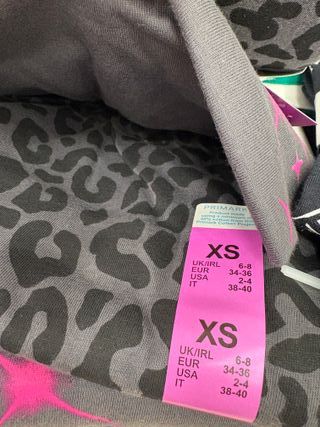 PRIMARK
XS
UK/IRL 6-8
EUR 34-36
USA 2-4
IT 38-40
XS
UK/IRL 6-8
EUR 34-36
USA 2-4
IT 38-40